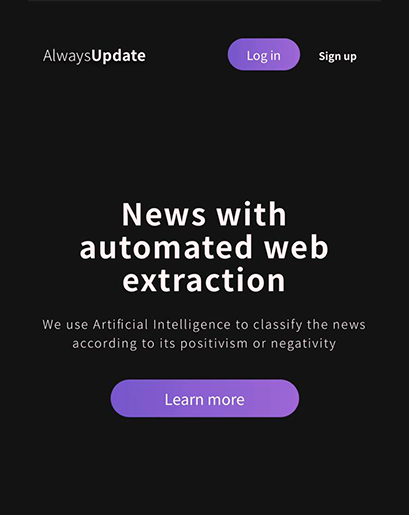 AlwaysUpdate
Log in
Sign up
News with
automated web
extraction
We use Artificial Intelligence to classify the news
according to its positivism or negativity
Learn more